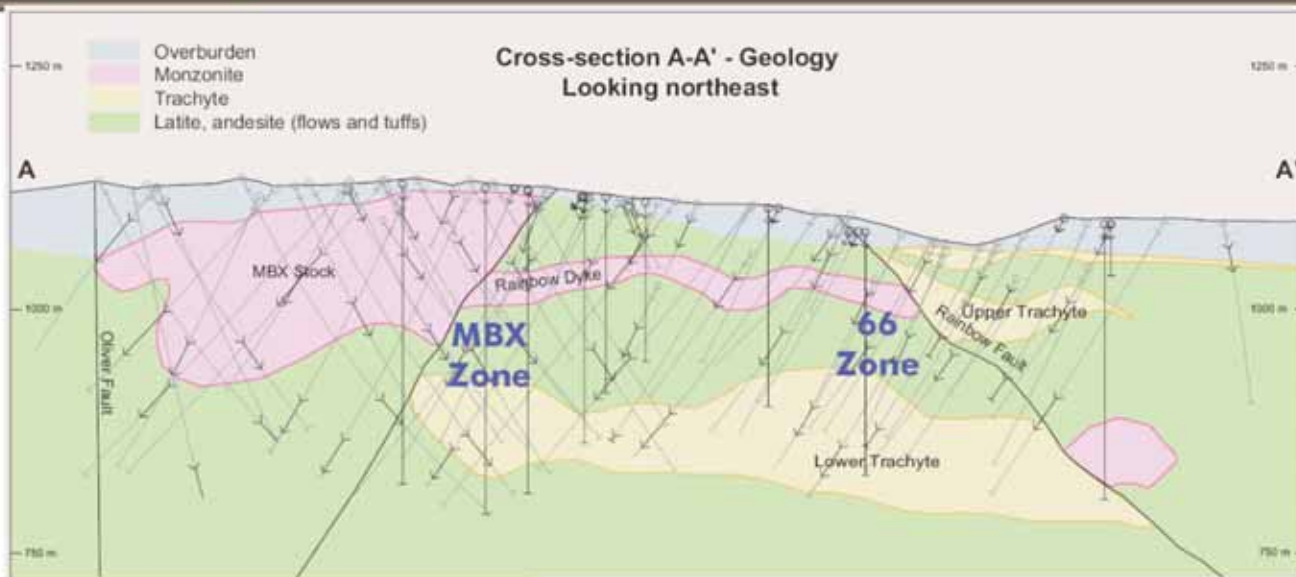 Overburden
Monzonite
Trachyte
Latite, andesite (flows and tuffs)
Cross-section A-A' - Geology
Looking northeast
1250 m
1250 m
A
A'
MBX Stock
Rainbow Dyke
1000 m
1000 m
Upper Trachyte
Rainbow Fault
Oliver Fault
MBX
Zone
66
Zone
Lower Trachyte
750 m
750 m